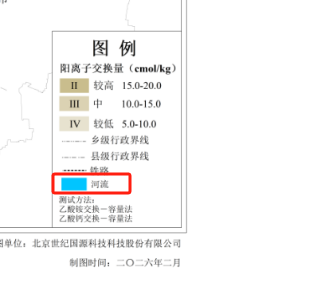 图 例
阳离子交换量（cmol/kg）
II 较高 15.0-20.0
III 中 10.0-15.0
IV 较低 5.0-10.0
乡级行政界线
县级行政界线
铁路
河流
测试方法：
乙酸铵交换－容量法
乙酸钙交换－容量法
图单位：北京世纪国源科技科技股份有限公司
制图时间：二〇二六年二月